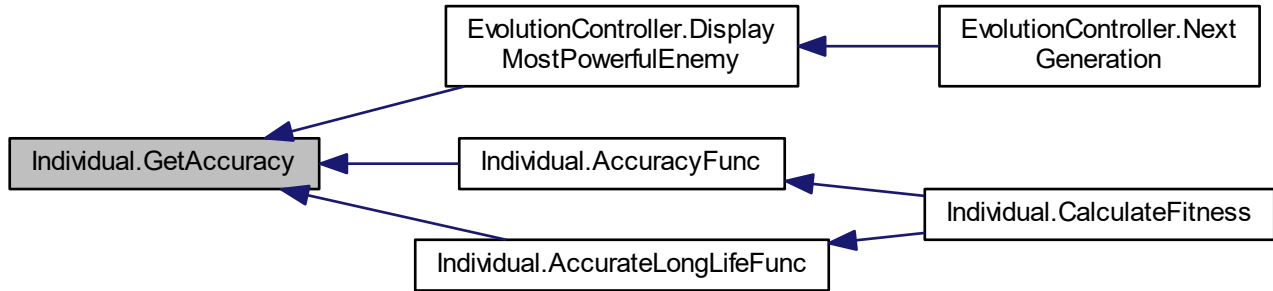 EvolutionController.Display
MostPowerfulEnemy
EvolutionController.Next
Generation
Individual.GetAccuracy
Individual.AccuracyFunc
Individual.CalculateFitness
Individual.AccurateLongLifeFunc